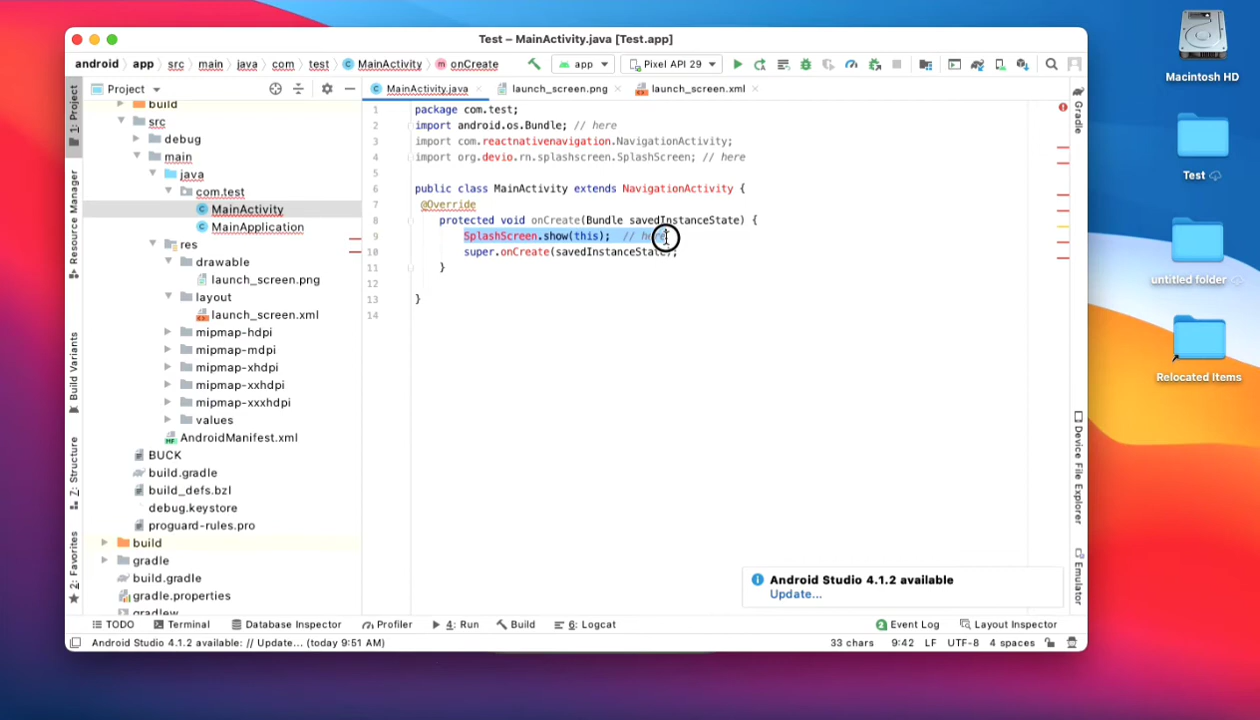 Test – MainActivity.java [Test.app]
Macintosh HD
android app src main java com test MainActivity onCreate app Pixel API 29
Project MainActivity.java launch_screen.png launch_screen.xml
1: Project
Resource Manager
Build Variants
7: Structure
2: Favorites
build
src
debug
main
java
com.test
MainActivity
MainApplication
res
drawable
launch_screen.png
layout
launch_screen.xml
mipmap-hdpi
mipmap-mdpi
mipmap-xhdpi
mipmap-xxhdpi
mipmap-xxxhdpi
values
AndroidManifest.xml
BUCK
build.gradle
build_defs.bzl
debug.keystore
proguard-rules.pro
build
gradle
build.gradle
gradle.properties
gradlew
1 package com.test;
2 import android.os.Bundle; // here
3 import com.reactnativenavigation.NavigationActivity;
4 import org.devio.rn.splashscreen.SplashScreen; // here
5
6 public class MainActivity extends NavigationActivity {
7 @Override
8 protected void onCreate(Bundle savedInstanceState) {
9 SplashScreen.show(this); // here
10 super.onCreate(savedInstanceState);
11 }
12
13 }
14
Gradle
Device File Explorer
Emulator
Test
untitled folder
Relocated Items
Android Studio 4.1.2 available
Update...
TODO Terminal Database Inspector Profiler 4: Run Build 6: Logcat 2 Event Log Layout Inspector
Android Studio 4.1.2 available: // Update... (today 9:51 AM) 33 chars 9:42 LF UTF-8 4 spaces